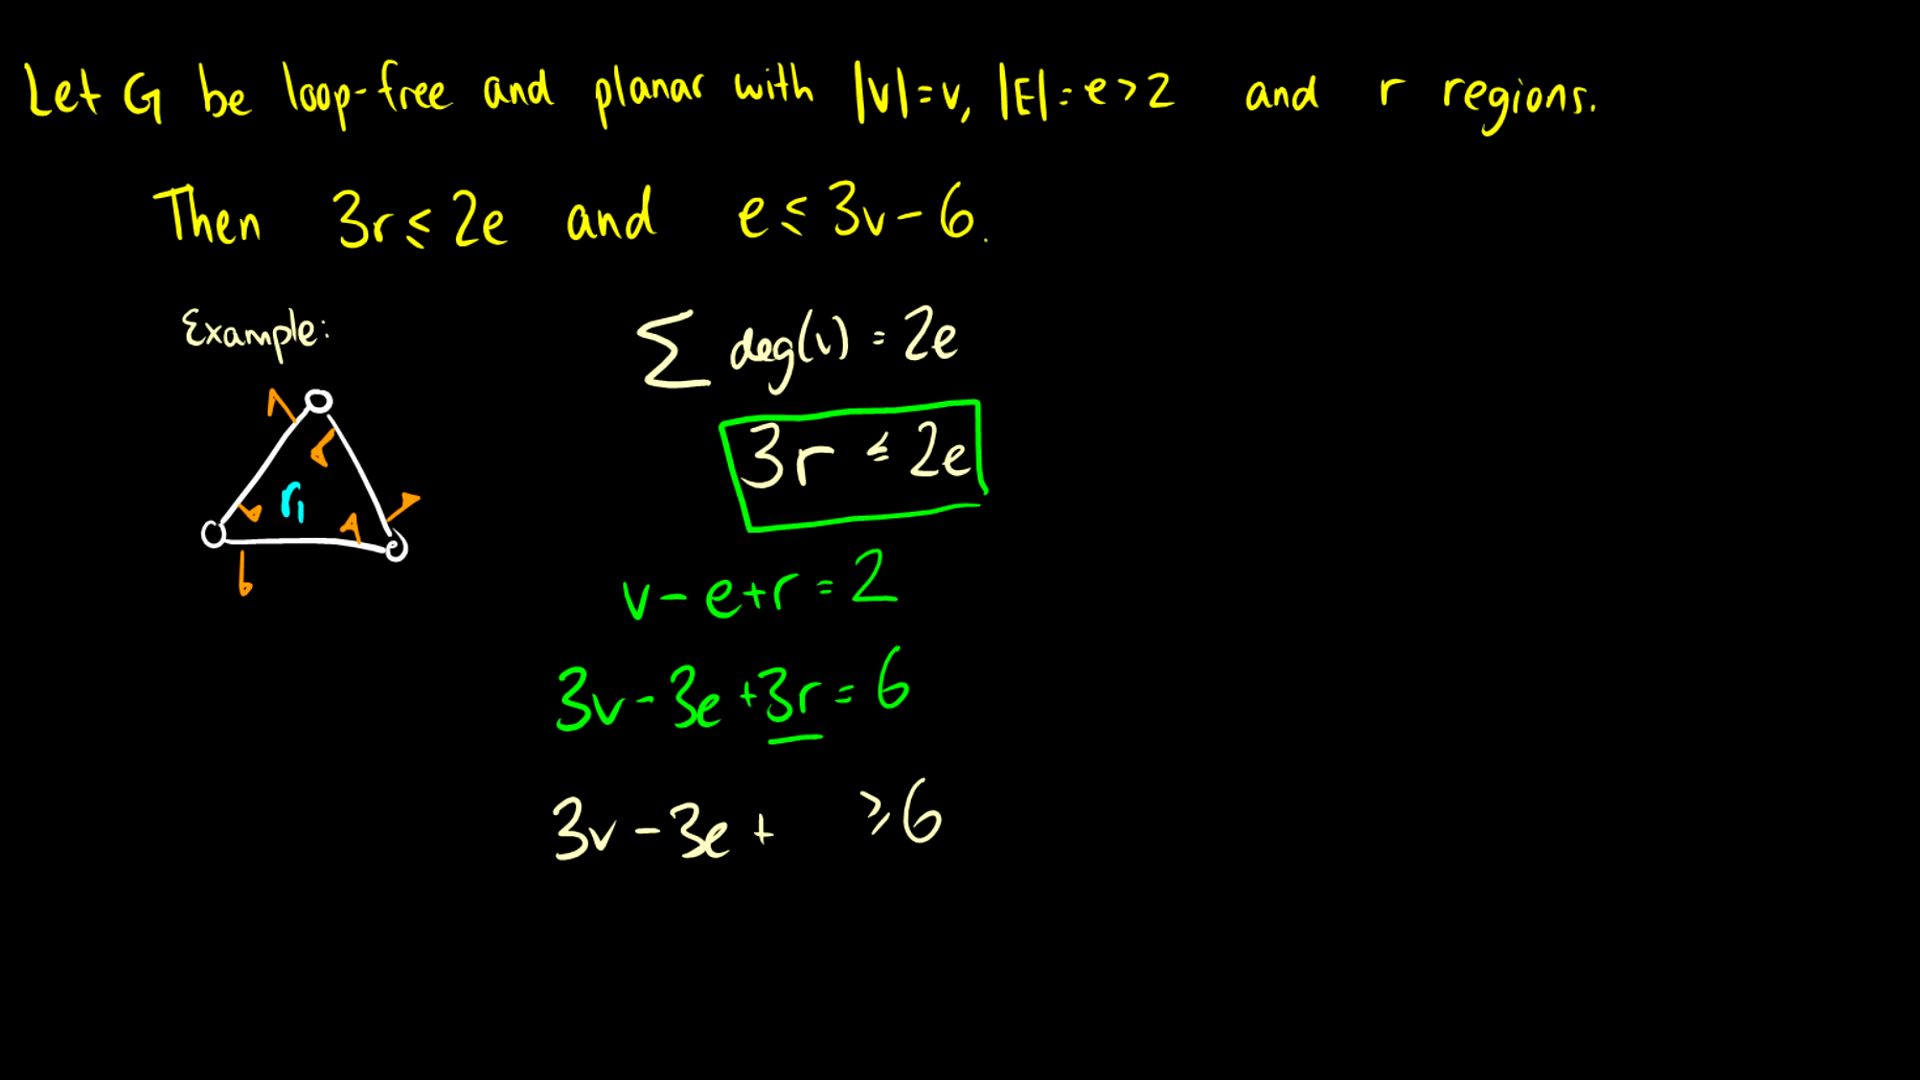 Let G be loop-free and planar with |V|=v, |E|=e>2 and r regions.
Then 3r≤2e and e≤3v-6.
Example:
r₁
∑ deg(v) = 2e
3r ≤ 2e
v-e+r=2
3v-3e+3r=6
3v-3e+ ≥6